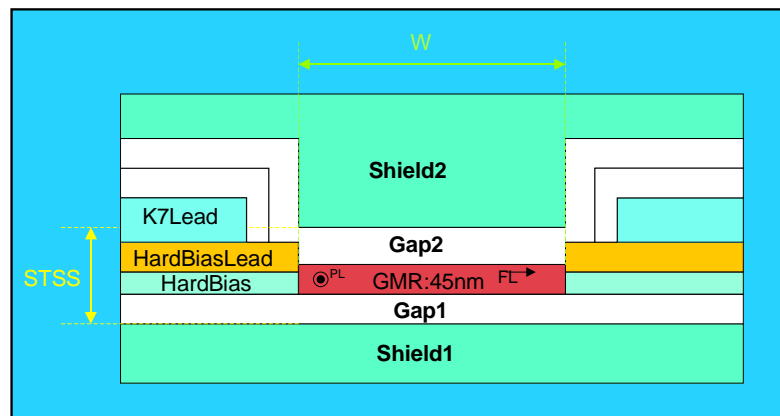 W
Shield2
K7Lead
Gap2
HardBiasLead
STSS
HardBias
PL
GMR:45nm
FL
Gap1
Shield1